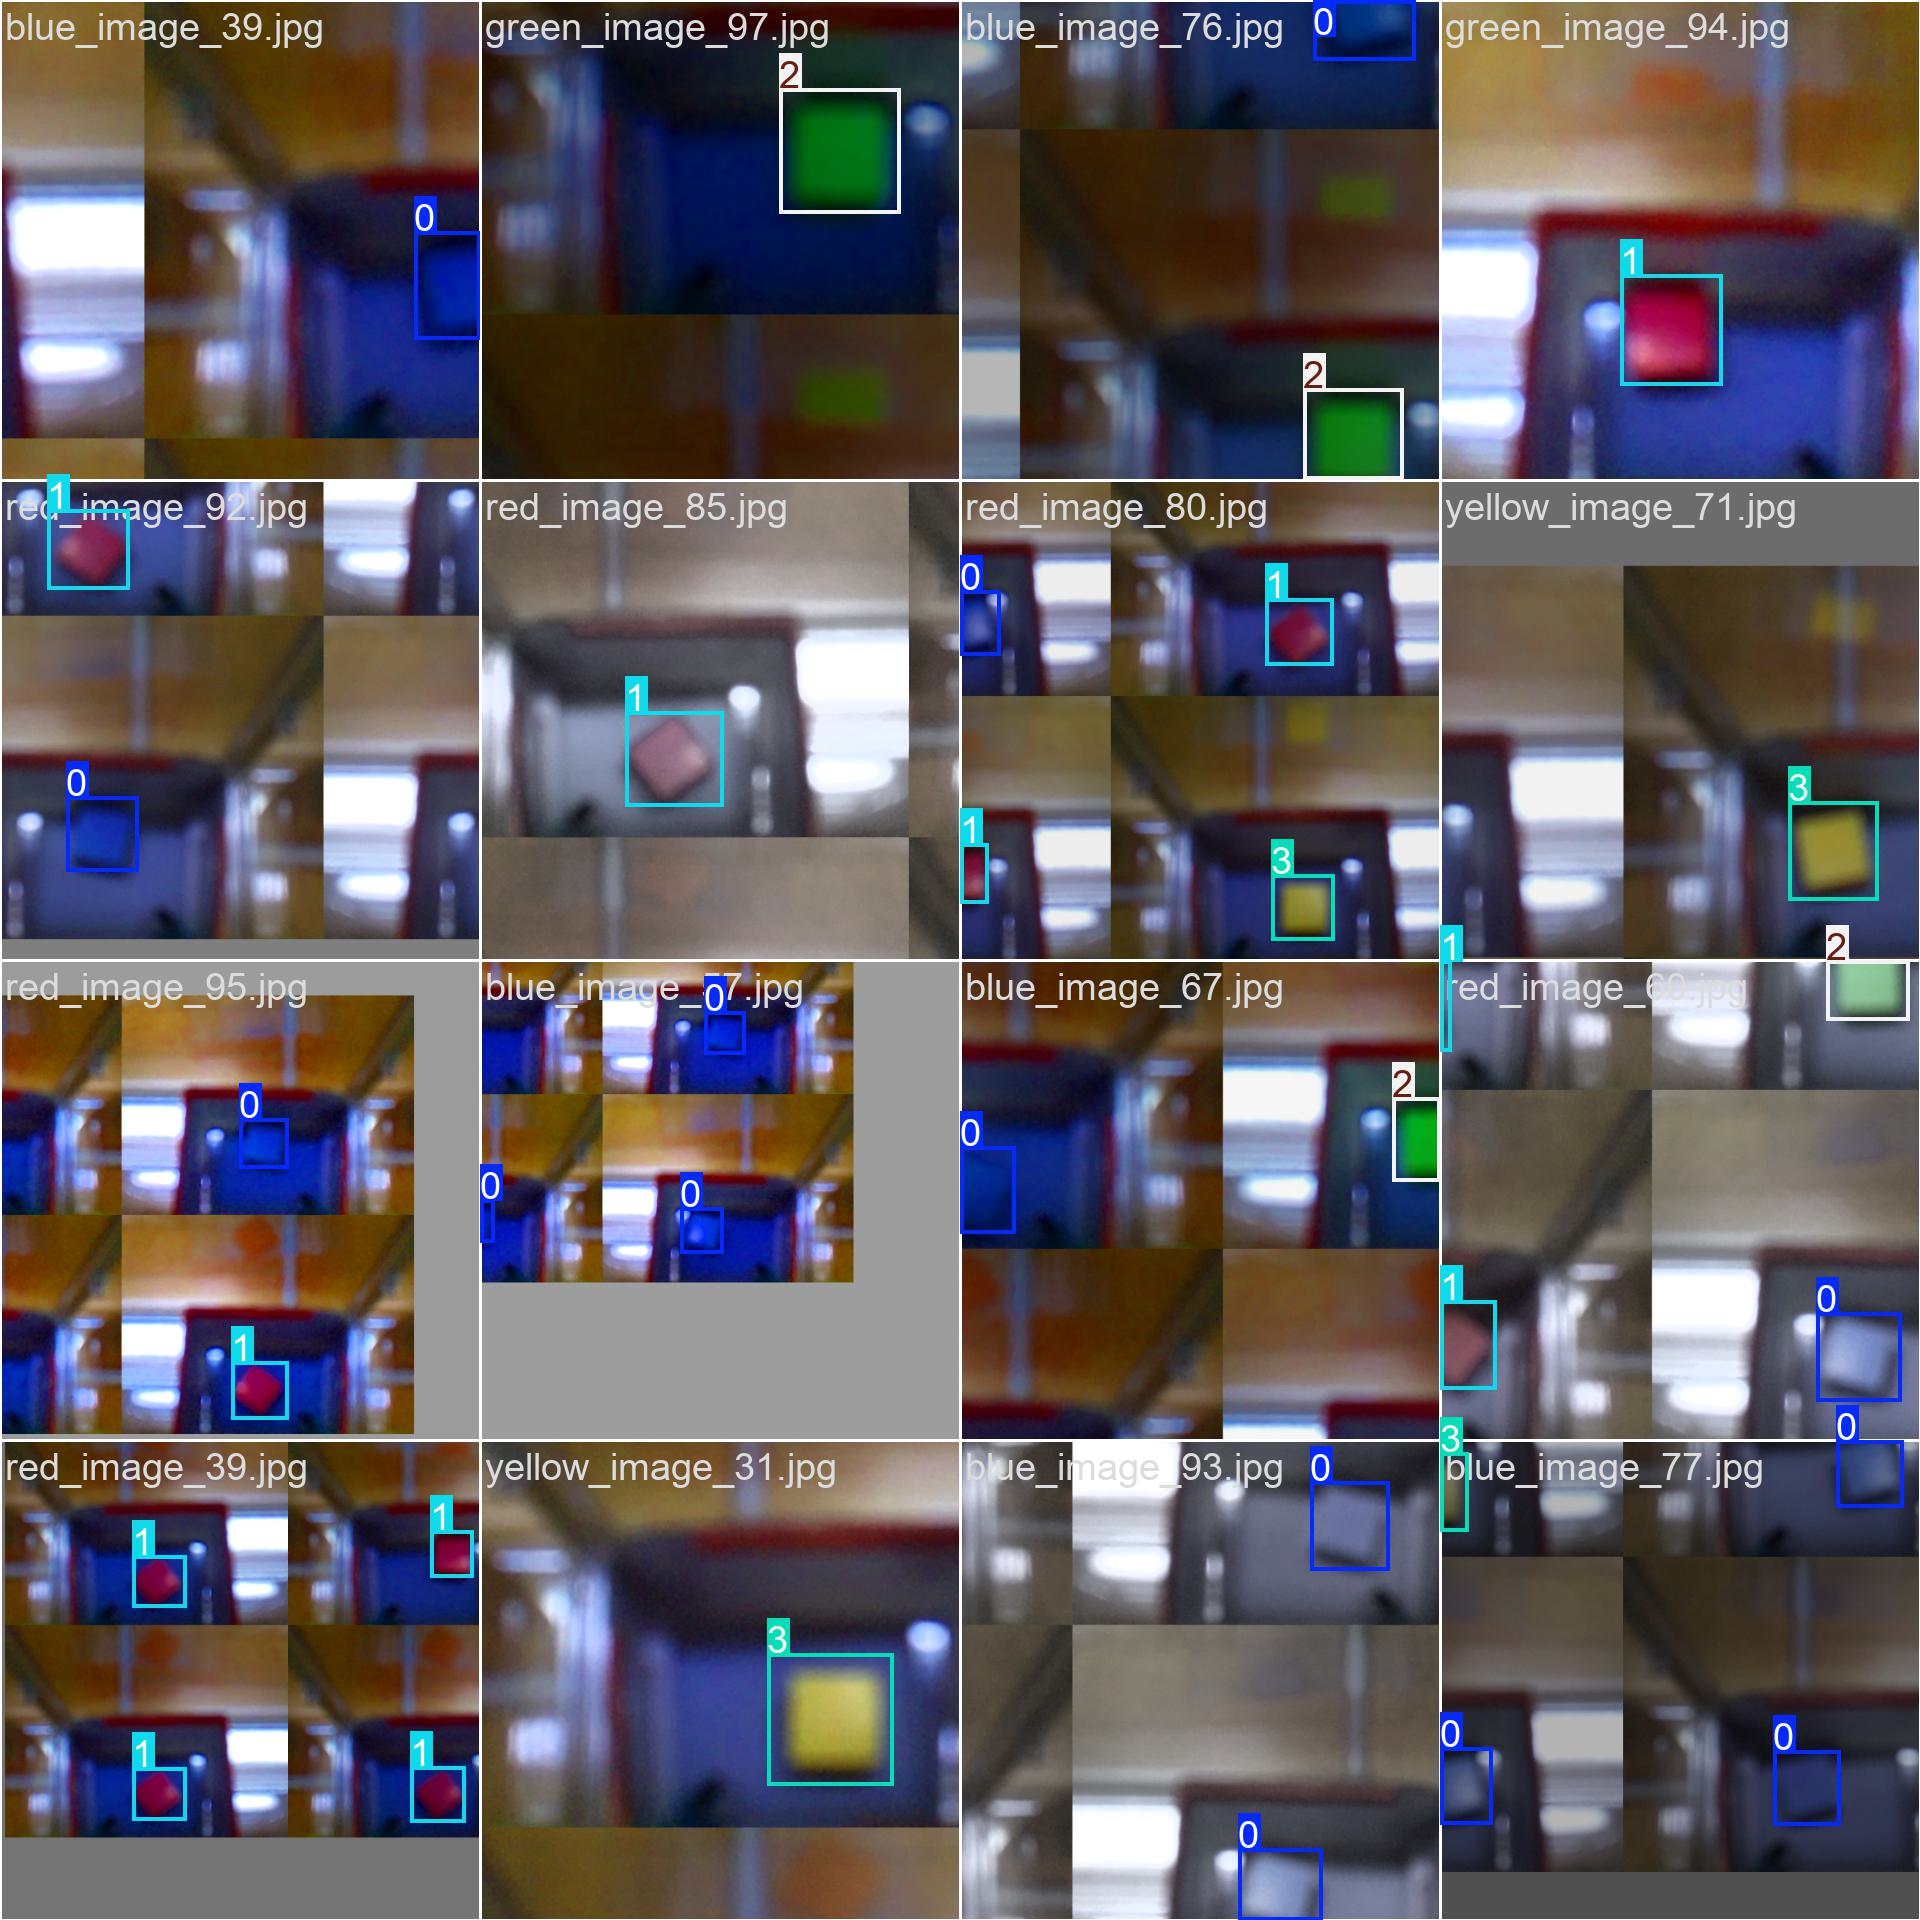 blue_image_39.jpg
green_image_97.jpg
blue_image_76.jpg
green_image_94.jpg
0
2
0
2
1
red_image_92.jpg
red_image_85.jpg
red_image_80.jpg
yellow_image_71.jpg
1
0
1
0
1
1
3
3
red_image_95.jpg
blue_image_57.jpg
blue_image_67.jpg
red_image_60.jpg
0
1
0
0
0
0
2
1
2
1
0
red_image_39.jpg
yellow_image_31.jpg
blue_image_93.jpg
blue_image_77.jpg
1
1
1
1
3
0
0
3
0
0
0